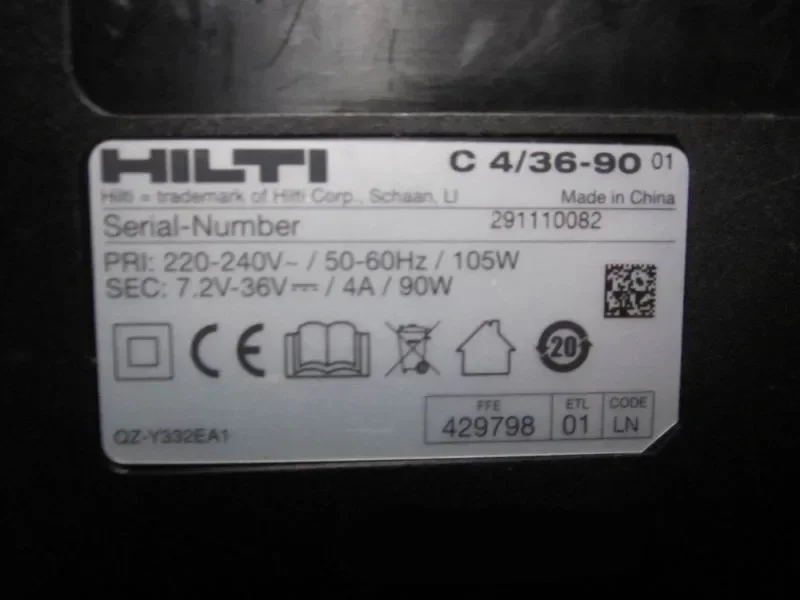 HILTI C 4/36-90 01
Hilti = trademark of Hilti Corp., Schaan, LI Made in China
Serial-Number 291110082
PRI: 220-240V~ / 50-60Hz / 105W
SEC: 7.2V-36V⎓ / 4A / 90W
CE 20
FFE ETL CODE
429798 01 LN
QZ-Y332EA1